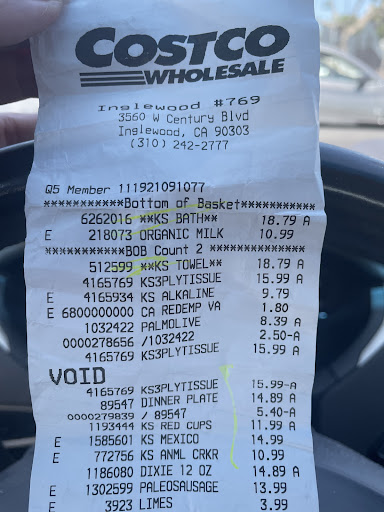 COSTCO
WHOLESALE
Inglewood #769
3560 W Century Blvd
Inglewood, CA 90303
(310) 242-2777
Q5 Member 111921091077
***********Bottom of Basket***********
6262016 **KS BATH** 18.79 A
E 218073 ORGANIC MILK 10.99
************BOB Count 2 **************
512599 **KS TOWEL** 18.79 A
4165769 KS3PLYTISSUE 15.99 A
E 4165934 KS ALKALINE 9.79
E 6800000000 CA REDEMP VA 1.80
1032422 PALMOLIVE 8.39 A
0000278656 /1032422 2.50-A
4165769 KS3PLYTISSUE 15.99 A
VOID
4165769 KS3PLYTISSUE 15.99-A
89547 DINNER PLATE 14.89 A
0000279839 / 89547 5.40-A
1193444 KS RED CUPS 11.99 A
E 1585601 KS MEXICO 14.99
E 772756 KS ANML CRKR 10.99
1186080 DIXIE 12 OZ 14.89 A
E 1302599 PALEOSAUSAGE 13.99
E 3923 LIMES 3.99